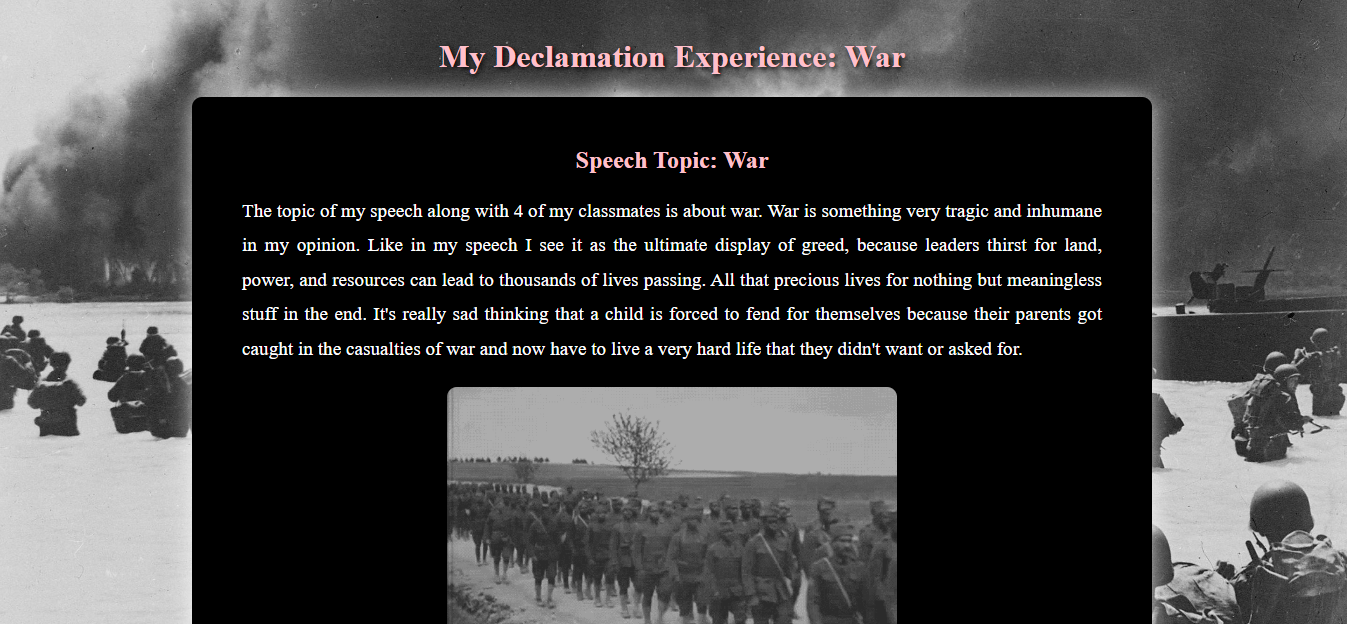 My Declamation Experience: War
Speech Topic: War
The topic of my speech along with 4 of my classmates is about war. War is something very tragic and inhumane
in my opinion. Like in my speech I see it as the ultimate display of greed, because leaders thirst for land,
power, and resources can lead to thousands of lives passing. All that precious lives for nothing but meaningless
stuff in the end. It's really sad thinking that a child is forced to fend for themselves because their parents got
caught in the casualties of war and now have to live a very hard life that they didn't want or asked for.